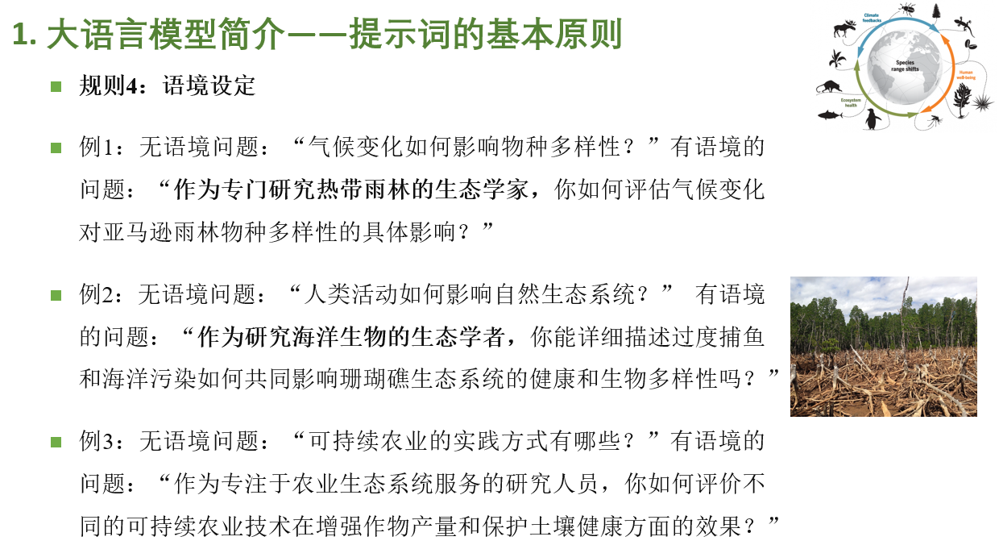 1. 大语言模型简介——提示词的基本原则
规则4：语境设定
例1：无语境问题：“气候变化如何影响物种多样性？”有语境的
问题：“作为专门研究热带雨林的生态学家，你如何评估气候变化
对亚马逊雨林物种多样性的具体影响？”
例2：无语境问题：“人类活动如何影响自然生态系统？” 有语境
的问题：“作为研究海洋生物的生态学者，你能详细描述过度捕鱼
和海洋污染如何共同影响珊瑚礁生态系统的健康和生物多样性吗？”
例3：无语境问题：“可持续农业的实践方式有哪些？”有语境的
问题：“作为专注于农业生态系统服务的研究人员，你如何评价不
同的可持续农业技术在增强作物产量和保护土壤健康方面的效果？”
Climate
feedbacks
Species
range shifts
Human
well-being
Ecosystem
health